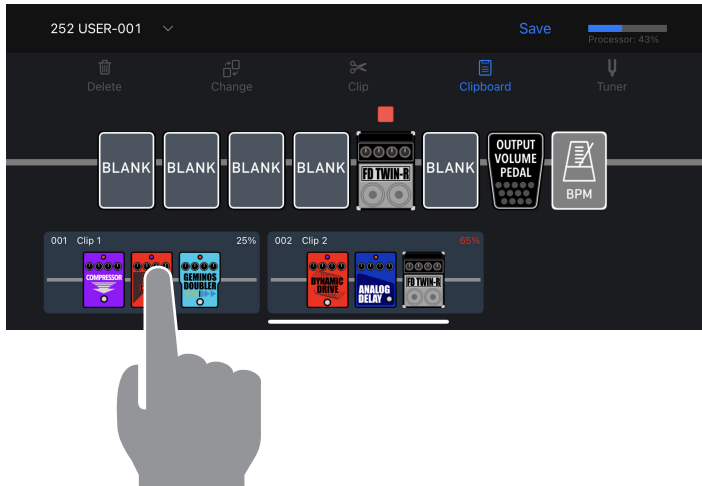 252 USER-001
Save
Processor: 43%
Delete
Change
Clip
Clipboard
Tuner
BLANK
BLANK
BLANK
BLANK
FD TWIN-R
BLANK
OUTPUT
VOLUME
PEDAL
BPM
001 Clip 1 25%
COMPRESSOR
GEMINOS
DOUBLER
002 Clip 2 65%
DYNAMIC
DRIVE
ANALOG
DELAY
FD TWIN-R